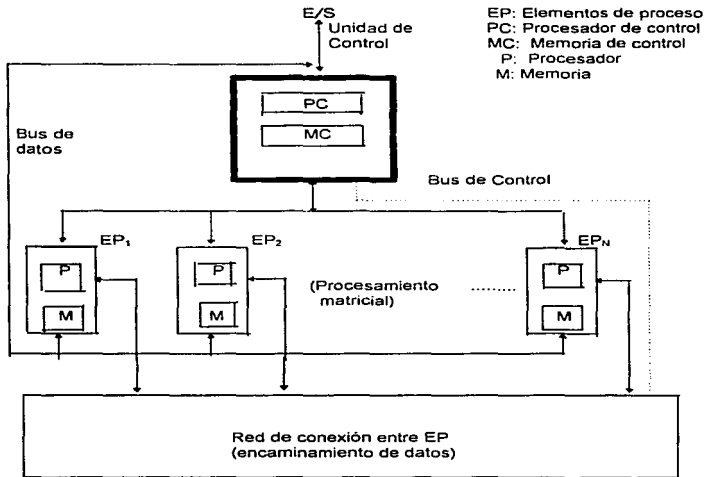 E/S
Unidad de
Control
EP: Elementos de proceso
PC: Procesador de control
MC: Memoria de control
P: Procesador
M: Memoria
PC
MC
Bus de
datos
Bus de Control
EP₁
EP₂
EPₙ
P
P
P
(Procesamiento
matricial)
M
M
M
Red de conexión entre EP
(encaminamiento de datos)